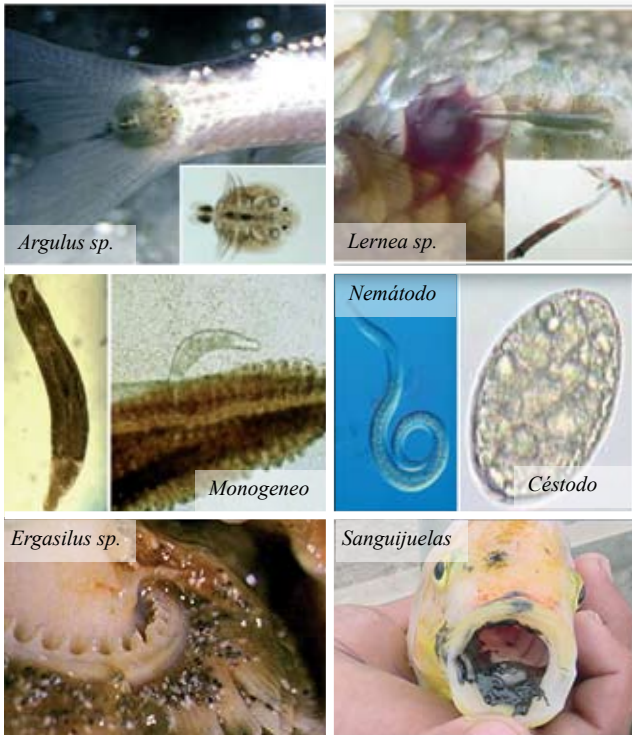 Argulus sp.
Lernea sp.
Nemátodo
Monogeneo
Céstodo
Ergasilus sp.
Sanguijuelas